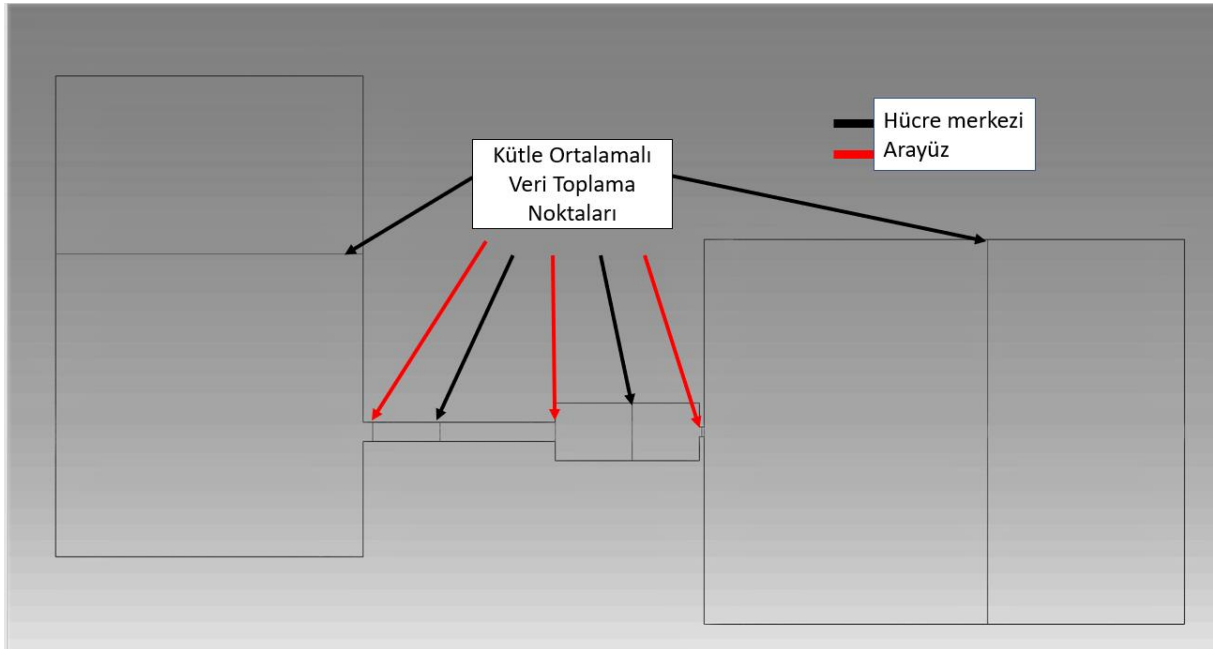 Kütle Ortalamalı
Veri Toplama
Noktaları
Hücre merkezi
Arayüz